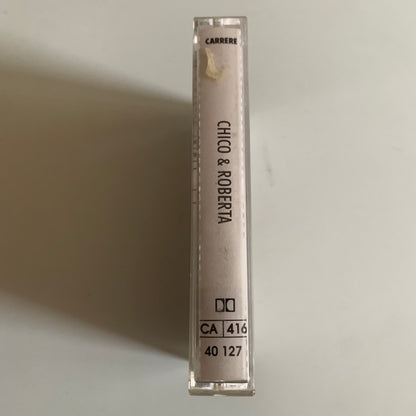 CARRERE
CHICO & ROBERTA
CA 416
40 127